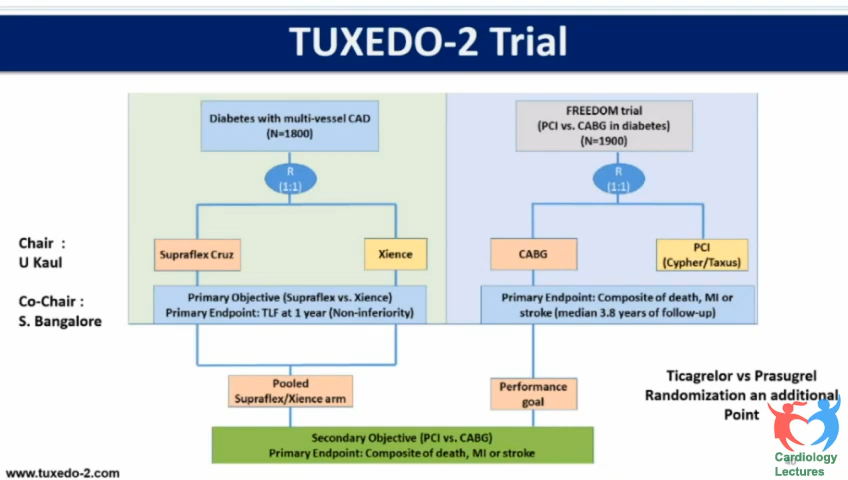 TUXEDO-2 Trial
Diabetes with multi-vessel CAD
(N=1800)
FREEDOM trial
(PCI vs. CABG in diabetes)
(N=1900)
R
(1:1)
R
(1:1)
Chair :
U Kaul
Co-Chair :
S. Bangalore
Supraflex Cruz
Xience
CABG
PCI
(Cypher/Taxus)
Primary Objective (Supraflex vs. Xience)
Primary Endpoint: TLF at 1 year (Non-inferiority)
Primary Endpoint: Composite of death, MI or
stroke (median 3.8 years of follow-up)
Pooled
Supraflex/Xience arm
Performance
goal
Ticagrelor vs Prasugrel
Randomization an additional
Point
Secondary Objective (PCI vs. CABG)
Primary Endpoint: Composite of death, MI or stroke
www.tuxedo-2.com
Cardiology
Lectures